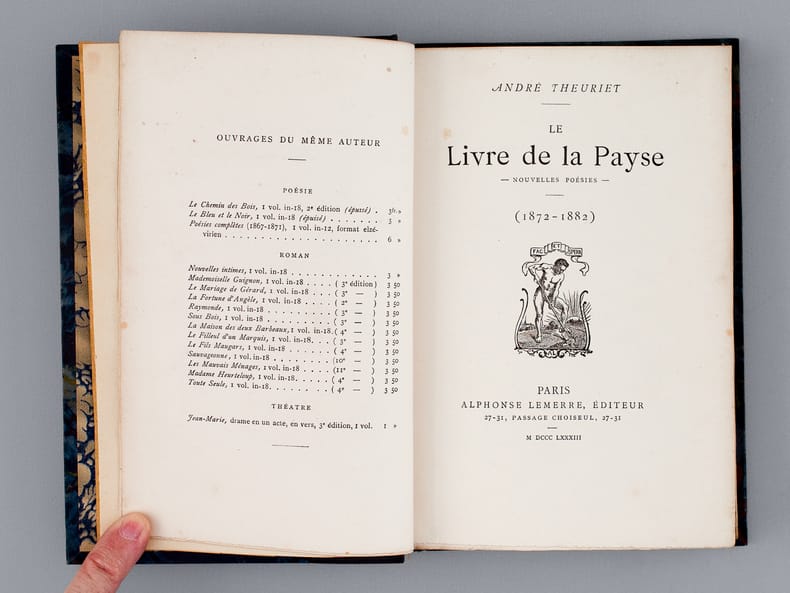 OUVRAGES DU MÊME AUTEUR
POÉSIE
Le Chemin des Bois, 1 vol. in-18, 2e édition (épuisé) . 3fr. »
Le Bleu et le Noir, 1 vol. in-18 (épuisé) . . . . . . . 5 »
Poésies complètes (1867-1871), 1 vol. in-12, format elzé-
virien . . . . . . . . . . . . . . . . . . . . 6 »
ROMAN
Nouvelles intimes, 1 vol. in-18 . . . . . . . . . . . . 3 »
Mademoiselle Guignon, 1 vol. in-18 . . . . (3e édition) 3 50
Le Mariage de Gérard, 1 vol. in-18 . . . . (3e — ) 3 50
La Fortune d'Angèle, 1 vol. in-18 . . . . (2e — ) 3 50
Raymonde, 1 vol. in-18 . . . . . . . . . (3e — ) 3 50
Sous Bois, 1 vol. in-18 . . . . . . . . . (3e — ) 3 50
La Maison des deux Barbeaux, 1 vol. in-18. (4e — ) 3 50
Le Filleul d'un Marquis, 1 vol. in-18. . . . (3e — ) 3 50
Le Fils Maugars, 1 vol. in-18 . . . . . . . (4e — ) 3 50
Sauvageonne, 1 vol. in-18 . . . . . . . . (10e — ) 3 50
Les Mauvais Ménages, 1 vol. in-18 . . . . (11e — ) 3 50
Madame Heurteloup, 1 vol. in-18. . . . . (4e — ) 3 50
Toute Seule, 1 vol. in-18. . . . . . . . . (4e — ) 3 50
THÉATRE
Jean-Marie, drame en un acte, en vers, 3e édition, 1 vol. 1 »
ANDRÉ THEURIET
LE
Livre de la Payse
— NOUVELLES POÉSIES —
(1872-1882)
FAC ET SPERA
AL
PARIS
ALPHONSE LEMERRE, ÉDITEUR
27-31, PASSAGE CHOISEUL, 27-31
M DCCC LXXXIII